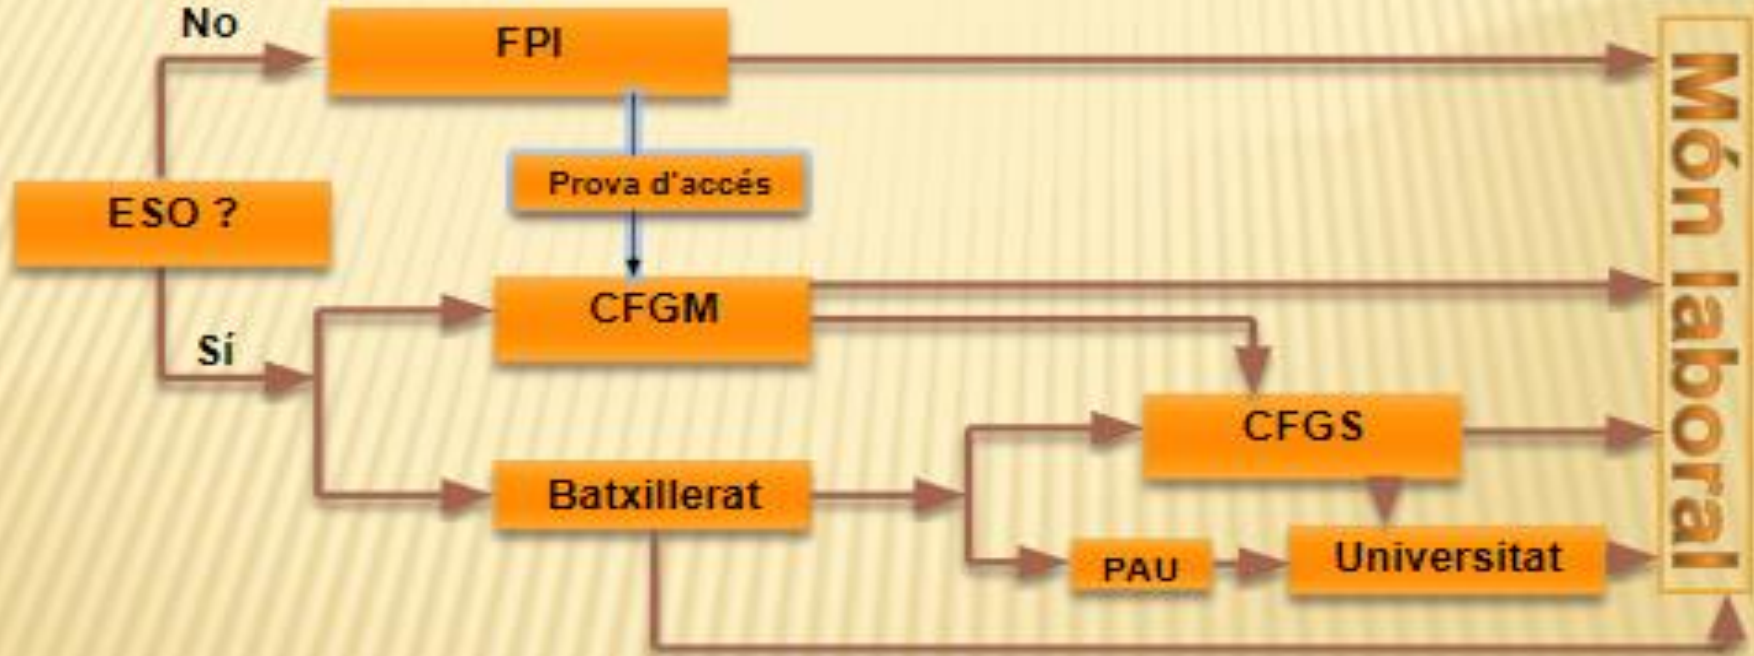 No
FPI
Prova d'accés
ESO ?
CFGM
Sí
CFGS
Batxillerat
PAU
Universitat
Món laboral